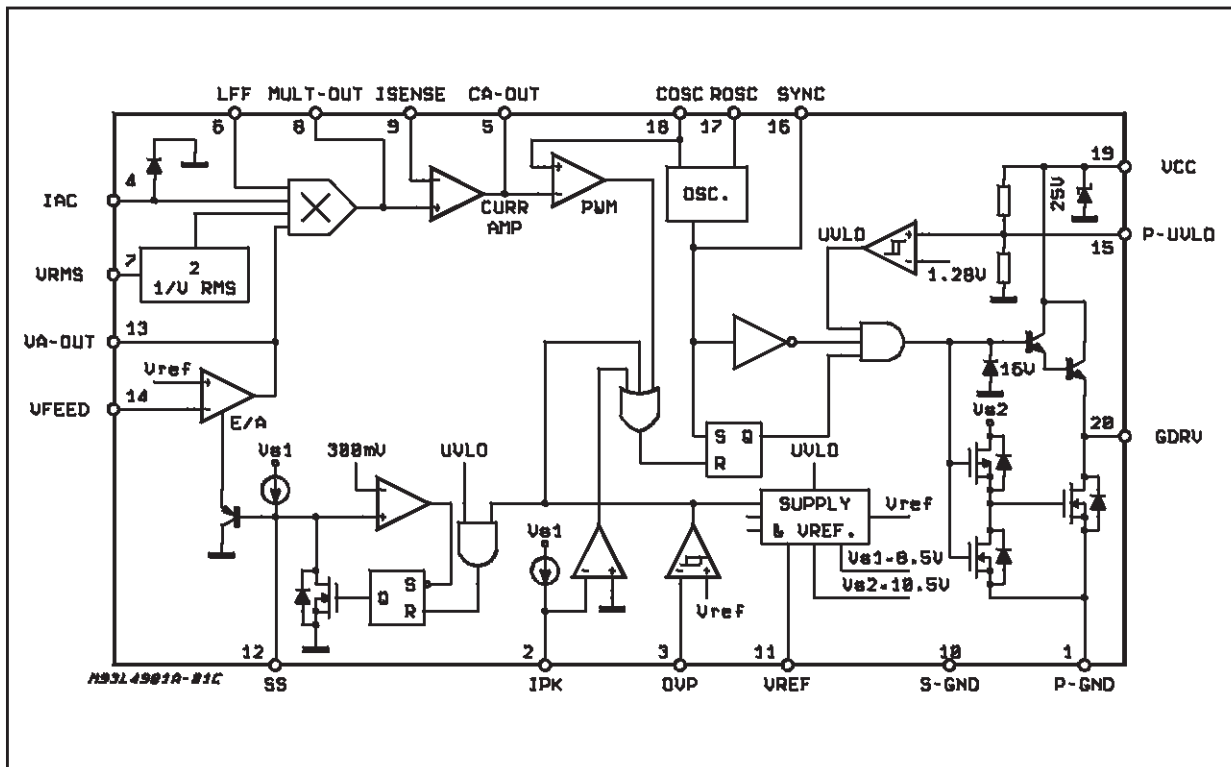 LFF MULT-OUT ISENSE CA-OUT COSC ROSC SYNC
6 8 9 5 18 17 16
19 VCC
4
IAC
OSC.
25V
CURR
AMP
PWM
UVLO
15 P-UVLO
1.28V
7
VRMS
2
1/V RMS
13
VA-OUT
Vref
14
VFEED
E/A
15V
Vs2
20
GDRV
S Q
R
Vs1
300mV
UVLO
UVLO
SUPPLY
& VREF.
Vref
Vs1
Vs1=8.5V
Vs2=10.5V
Q S
R
Vref
12 2 3 11 10 1
M93L4981A-01C
SS IPK OVP VREF S-GND P-GND